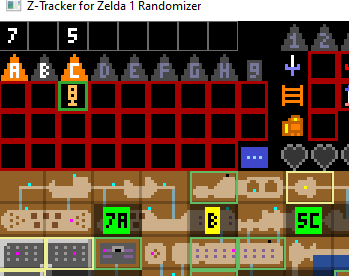 Z-Tracker for Zelda 1 Randomizer
7 5
1 2
A B C D E F G H 9
...
7A B 5C